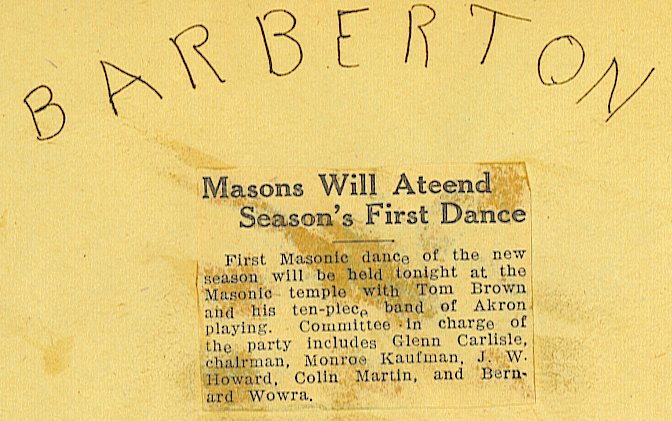 BARBERTON
Masons Will Ateend
Season's First Dance
First Masonic dance of the new
season will be held tonight at the
Masonic temple with Tom Brown
and his ten-piece band of Akron
playing. Committee in charge of
the party includes Glenn Carlisle,
chairman, Monroe Kaufman, J. W.
Howard, Colin Martin, and Bern-
ard Wowra.